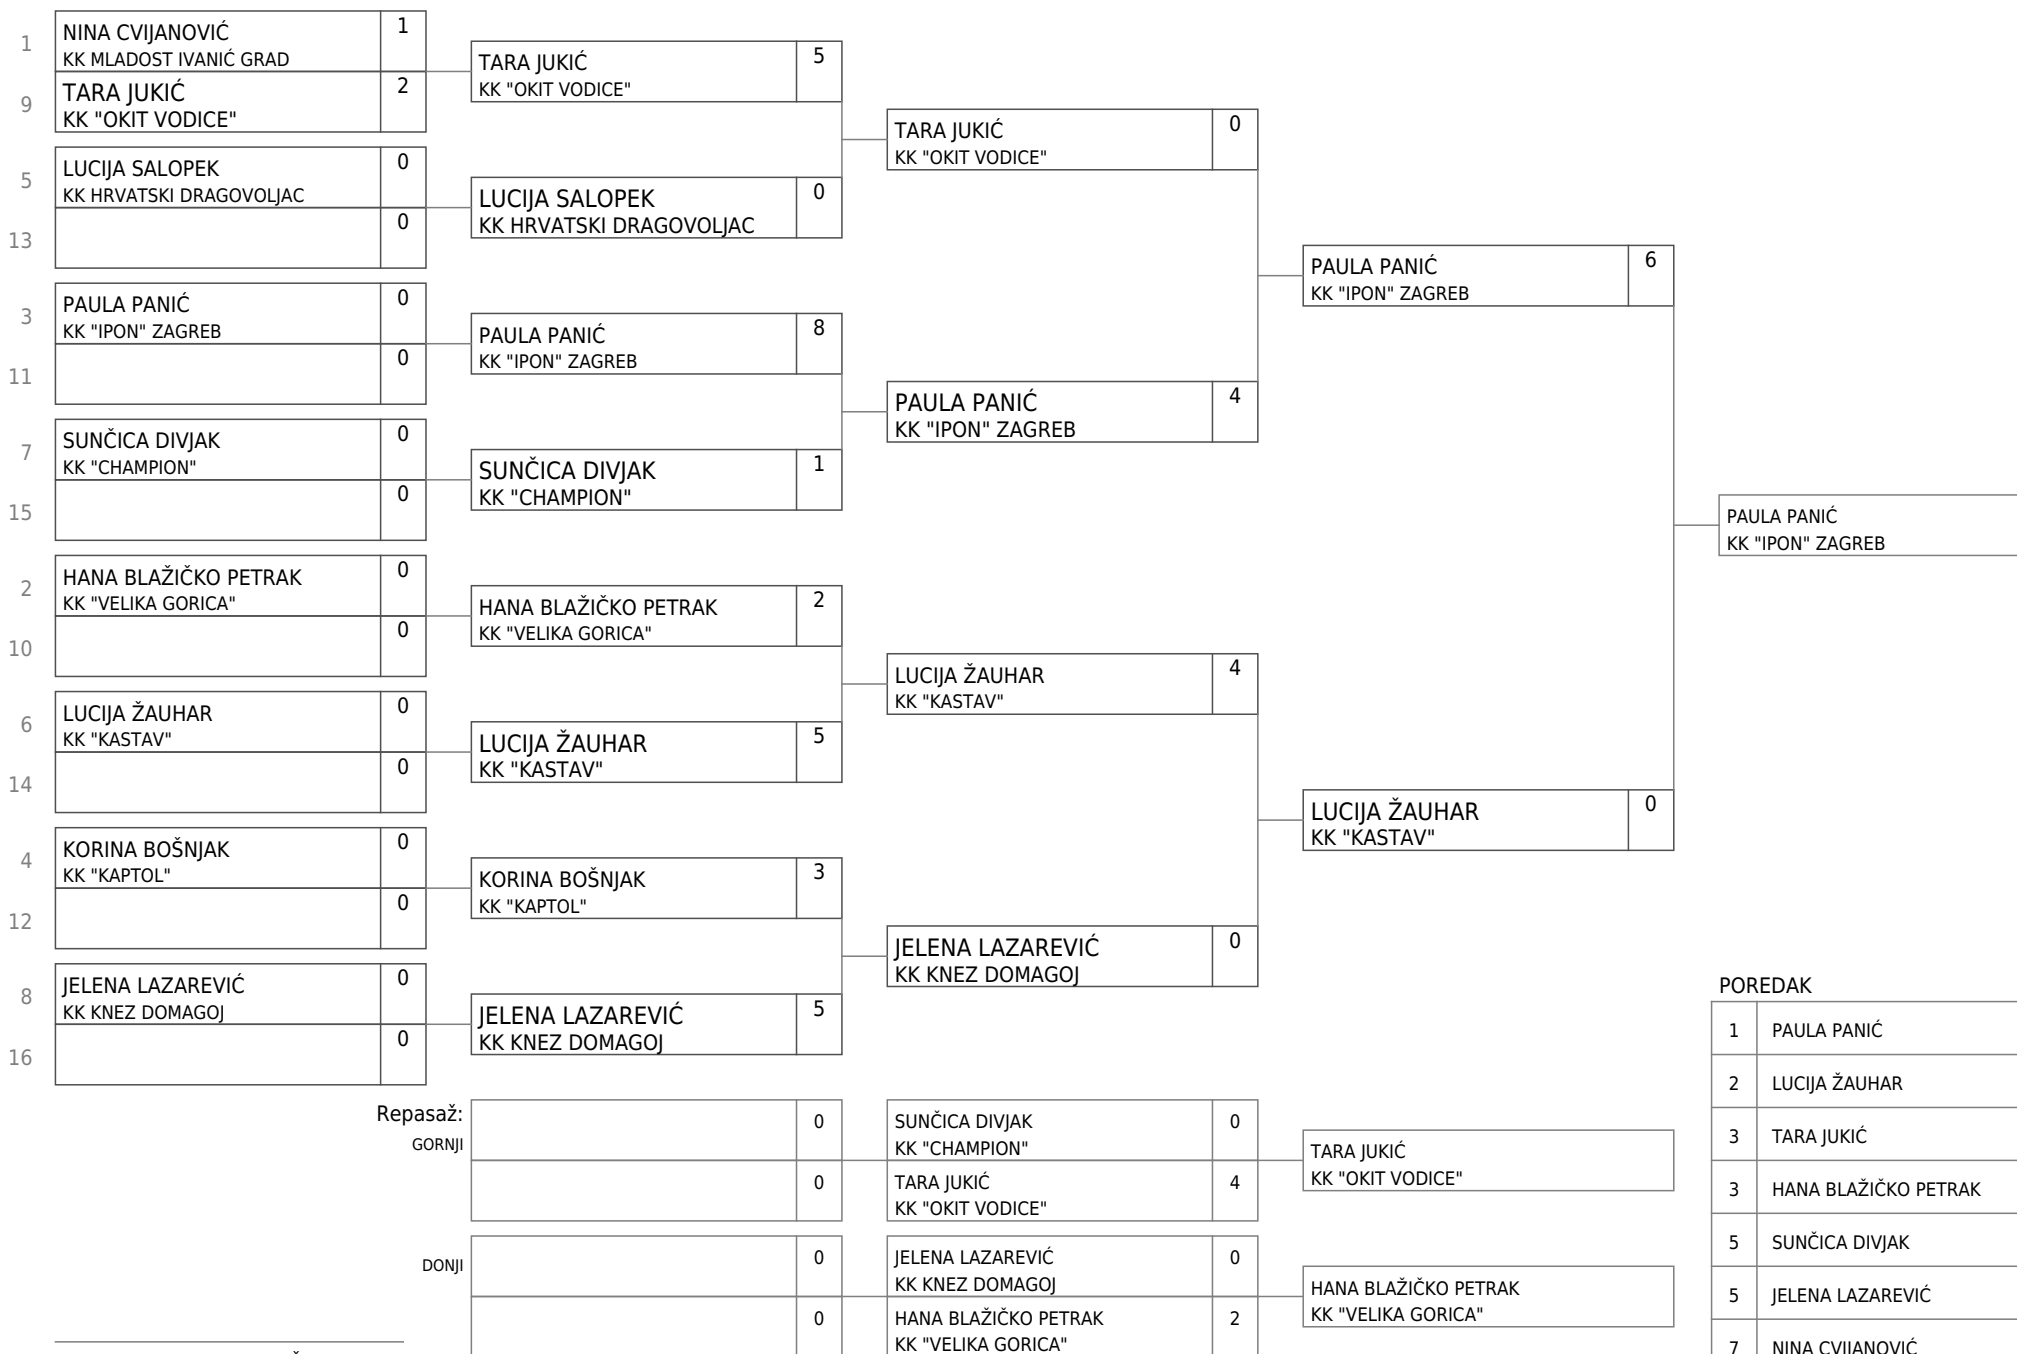 1
NINA CVIJANOVIĆ
KK MLADOST IVANIĆ GRAD
1
9
TARA JUKIĆ
KK "OKIT VODICE"
2
5
LUCIJA SALOPEK
KK HRVATSKI DRAGOVOLJAC
0
13
0
3
PAULA PANIĆ
KK "IPON" ZAGREB
0
11
0
7
SUNČICA DIVJAK
KK "CHAMPION"
0
15
0
2
HANA BLAŽIČKO PETRAK
KK "VELIKA GORICA"
0
10
0
6
LUCIJA ŽAUHAR
KK "KASTAV"
0
14
0
4
KORINA BOŠNJAK
KK "KAPTOL"
0
12
0
8
JELENA LAZAREVIĆ
KK KNEZ DOMAGOJ
0
16
0
TARA JUKIĆ
KK "OKIT VODICE"
5
LUCIJA SALOPEK
KK HRVATSKI DRAGOVOLJAC
0
PAULA PANIĆ
KK "IPON" ZAGREB
8
SUNČICA DIVJAK
KK "CHAMPION"
1
HANA BLAŽIČKO PETRAK
KK "VELIKA GORICA"
2
LUCIJA ŽAUHAR
KK "KASTAV"
5
KORINA BOŠNJAK
KK "KAPTOL"
3
JELENA LAZAREVIĆ
KK KNEZ DOMAGOJ
5
TARA JUKIĆ
KK "OKIT VODICE"
0
PAULA PANIĆ
KK "IPON" ZAGREB
4
LUCIJA ŽAUHAR
KK "KASTAV"
4
JELENA LAZAREVIĆ
KK KNEZ DOMAGOJ
0
PAULA PANIĆ
KK "IPON" ZAGREB
6
LUCIJA ŽAUHAR
KK "KASTAV"
0
PAULA PANIĆ
KK "IPON" ZAGREB
Repasaž:
GORNJI
0
0
SUNČICA DIVJAK
KK "CHAMPION"
0
TARA JUKIĆ
KK "OKIT VODICE"
4
TARA JUKIĆ
KK "OKIT VODICE"
DONJI
0
0
JELENA LAZAREVIĆ
KK KNEZ DOMAGOJ
0
HANA BLAŽIČKO PETRAK
KK "VELIKA GORICA"
2
HANA BLAŽIČKO PETRAK
KK "VELIKA GORICA"
POREDAK
1 PAULA PANIĆ
2 LUCIJA ŽAUHAR
3 TARA JUKIĆ
3 HANA BLAŽIČKO PETRAK
5 SUNČICA DIVJAK
5 JELENA LAZAREVIĆ
7 NINA CVIJANOVIĆ